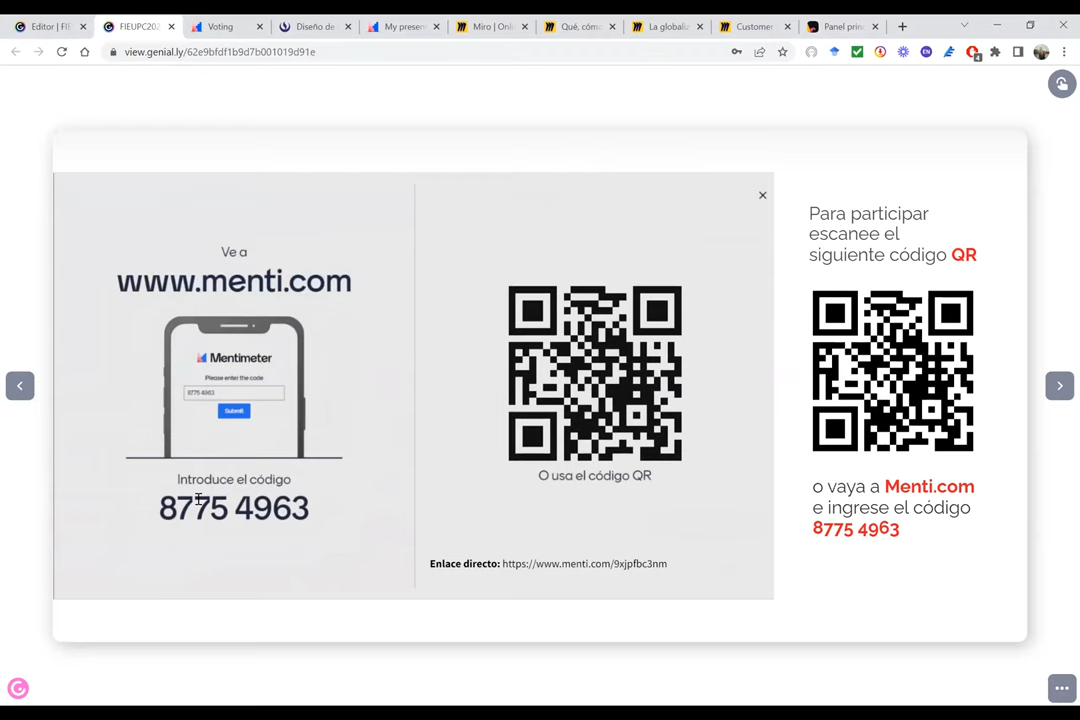 Editor | FIE
FIEUPC202
Voting
Diseño de
My presen
Miro | Onli
Qué, cómo
La globaliz
Customer
Panel princ
view.genial.ly/62e9bfdf1b9d7b001019d91e
Ve a
www.menti.com
Mentimeter
Please enter the code
8775 4963
Submit
Introduce el código
8775 4963
O usa el código QR
Enlace directo: https://www.menti.com/9xjpfbc3nm
Para participar
escanee el
siguiente código QR
o vaya a Menti.com
e ingrese el código
8775 4963